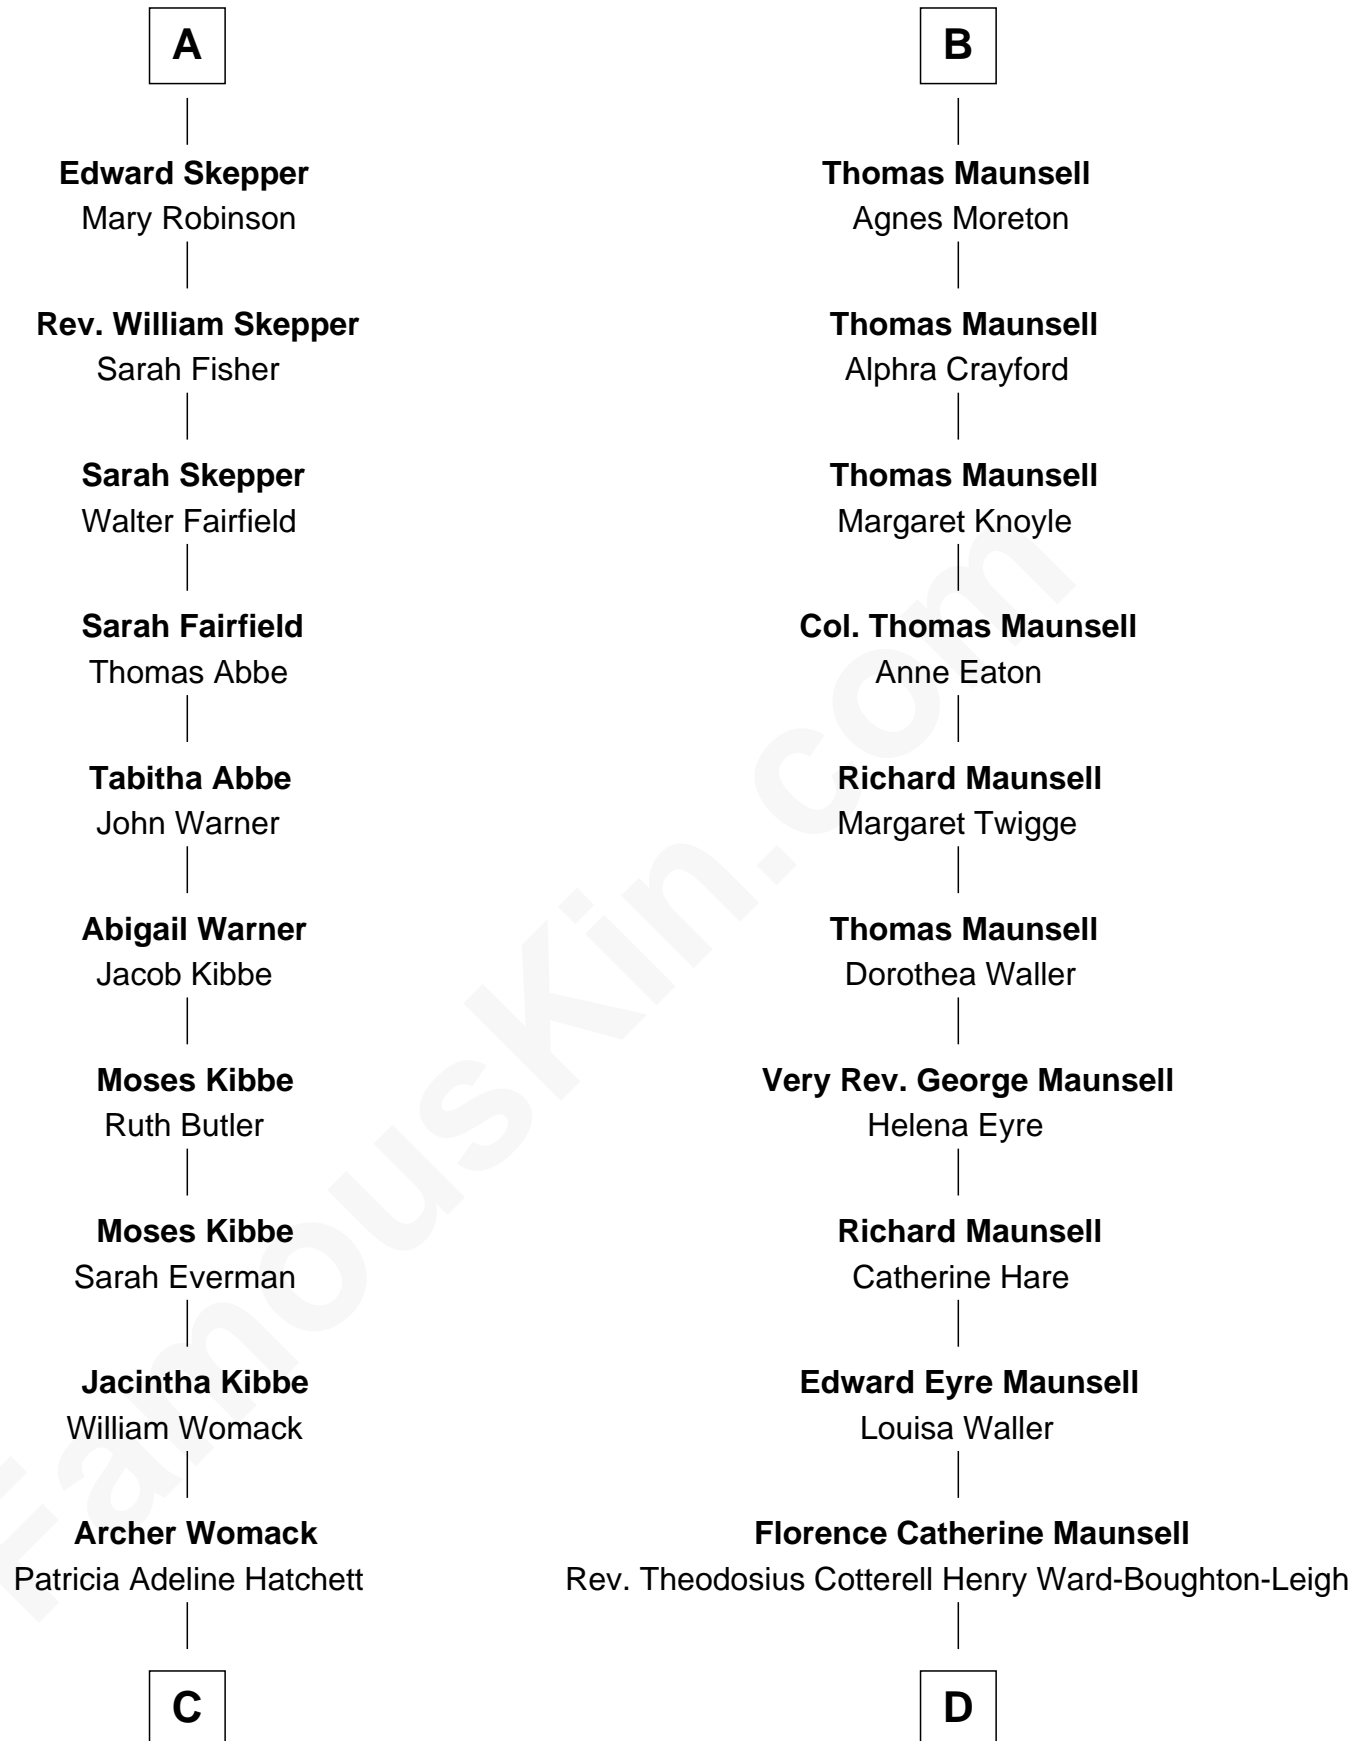 A
Edward Skepper
Mary Robinson
Rev. William Skepper
Sarah Fisher
Sarah Skepper
Walter Fairfield
Sarah Fairfield
Thomas Abbe
Tabitha Abbe
John Warner
Abigail Warner
Jacob Kibbe
Moses Kibbe
Ruth Butler
Moses Kibbe
Sarah Everman
Jacintha Kibbe
William Womack
Archer Womack
Patricia Adeline Hatchett
C
B
Thomas Maunsell
Agnes Moreton
Thomas Maunsell
Alphra Crayford
Thomas Maunsell
Margaret Knoyle
Col. Thomas Maunsell
Anne Eaton
Richard Maunsell
Margaret Twigge
Thomas Maunsell
Dorothea Waller
Very Rev. George Maunsell
Helena Eyre
Richard Maunsell
Catherine Hare
Edward Eyre Maunsell
Louisa Waller
Florence Catherine Maunsell
Rev. Theodosius Cotterell Henry Ward-Boughton-Leigh
D
FamousKin.com